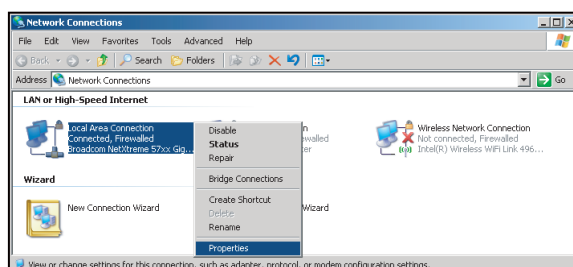 Network Connections
File Edit View Favorites Tools Advanced Help
Back Search Folders
Address Network Connections Go
LAN or High-Speed Internet
Local Area Connection
Connected, Firewalled
Broadcom NetXtreme 57xx Gig...
Disable
Status
Repair
Bridge Connections
Create Shortcut
Delete
Rename
Properties
Wireless Network Connection
Not connected, Firewalled
Intel(R) Wireless WiFi Link 496...
Wizard
New Connection Wizard
Wizard
View or change settings for this connection, such as adapter, protocol, or modem configuration settings.